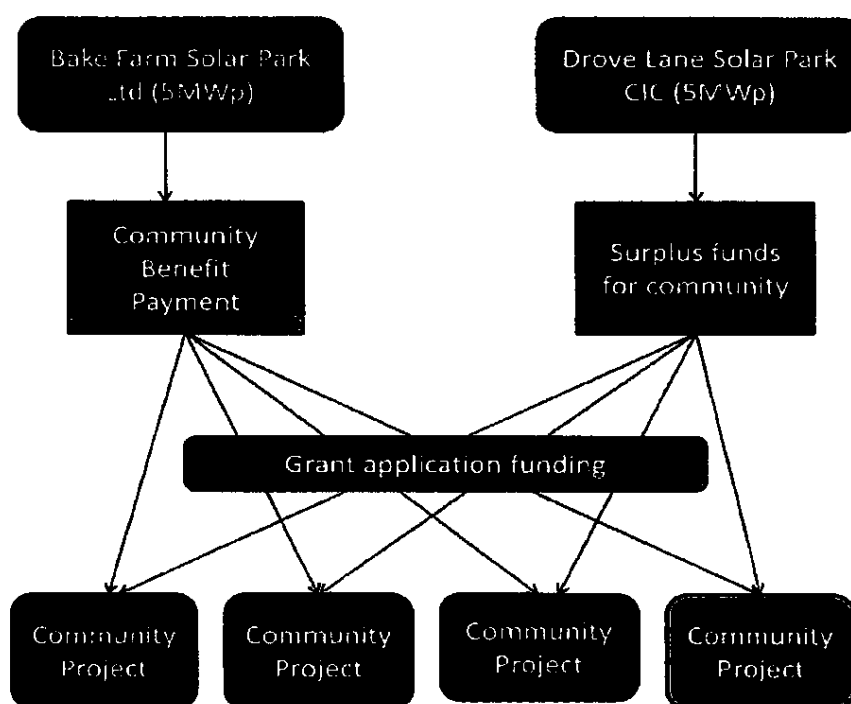 Bake Farm Solar Park
Ltd (5MWp)
Drove Lane Solar Park
CIC (5MWp)
Community
Benefit
Payment
Surplus funds
for community
Grant application funding
Community
Project
Community
Project
Community
Project
Community
Project